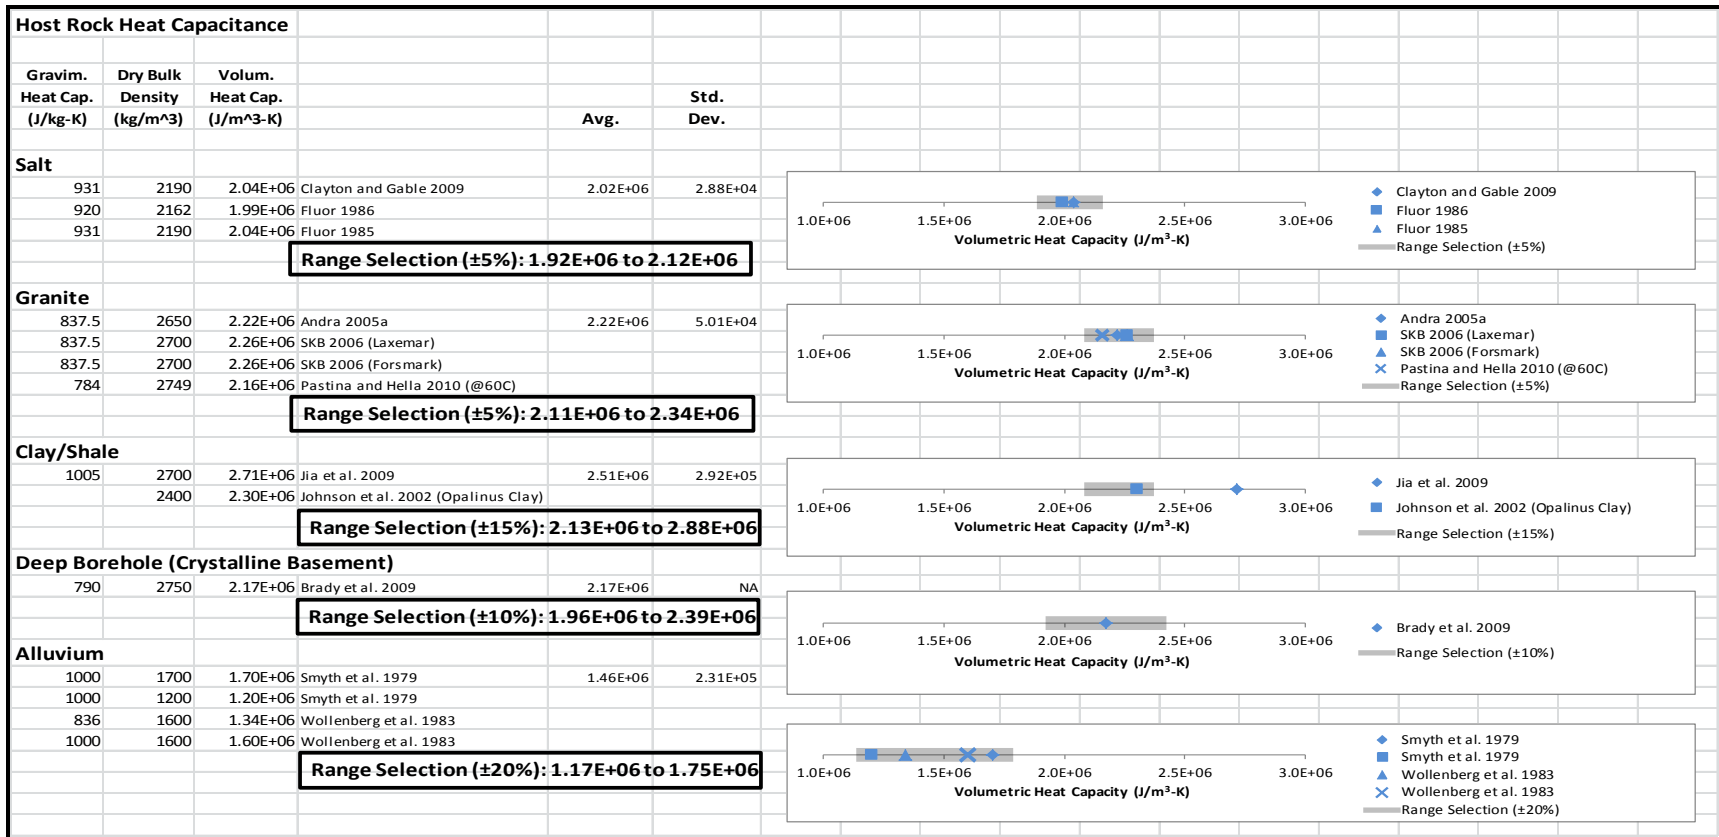 Host Rock Heat Capacitance
Gravim. Dry Bulk Volum.
Heat Cap. Density Heat Cap. Std.
(J/kg-K) (kg/m^3) (J/m^3-K) Avg. Dev.
Salt
931 2190 2.04E+06 Clayton and Gable 2009 2.02E+06 2.88E+04
920 2162 1.99E+06 Fluor 1986
931 2190 2.04E+06 Fluor 1985
Range Selection (±5%): 1.92E+06 to 2.12E+06
1.0E+06 1.5E+06 2.0E+06 2.5E+06 3.0E+06
Volumetric Heat Capacity (J/m³-K)
Clayton and Gable 2009
Fluor 1986
Fluor 1985
Range Selection (±5%)
Granite
837.5 2650 2.22E+06 Andra 2005a 2.22E+06 5.01E+04
837.5 2700 2.26E+06 SKB 2006 (Laxemar)
837.5 2700 2.26E+06 SKB 2006 (Forsmark)
784 2749 2.16E+06 Pastina and Hella 2010 (@60C)
Range Selection (±5%): 2.11E+06 to 2.34E+06
1.0E+06 1.5E+06 2.0E+06 2.5E+06 3.0E+06
Volumetric Heat Capacity (J/m³-K)
Andra 2005a
SKB 2006 (Laxemar)
SKB 2006 (Forsmark)
Pastina and Hella 2010 (@60C)
Range Selection (±5%)
Clay/Shale
1005 2700 2.71E+06 Jia et al. 2009 2.51E+06 2.92E+05
2400 2.30E+06 Johnson et al. 2002 (Opalinus Clay)
Range Selection (±15%): 2.13E+06 to 2.88E+06
1.0E+06 1.5E+06 2.0E+06 2.5E+06 3.0E+06
Volumetric Heat Capacity (J/m³-K)
Jia et al. 2009
Johnson et al. 2002 (Opalinus Clay)
Range Selection (±15%)
Deep Borehole (Crystalline Basement)
790 2750 2.17E+06 Brady et al. 2009 2.17E+06 NA
Range Selection (±10%): 1.96E+06 to 2.39E+06
1.0E+06 1.5E+06 2.0E+06 2.5E+06 3.0E+06
Volumetric Heat Capacity (J/m³-K)
Brady et al. 2009
Range Selection (±10%)
Alluvium
1000 1700 1.70E+06 Smyth et al. 1979 1.46E+06 2.31E+05
1000 1200 1.20E+06 Smyth et al. 1979
836 1600 1.34E+06 Wollenberg et al. 1983
1000 1600 1.60E+06 Wollenberg et al. 1983
Range Selection (±20%): 1.17E+06 to 1.75E+06
1.0E+06 1.5E+06 2.0E+06 2.5E+06 3.0E+06
Volumetric Heat Capacity (J/m³-K)
Smyth et al. 1979
Smyth et al. 1979
Wollenberg et al. 1983
Wollenberg et al. 1983
Range Selection (±20%)